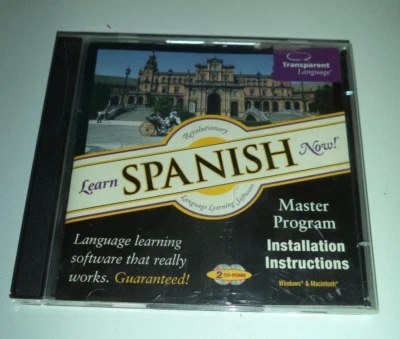 Transparent
Language®
Revolutionary
Learn SPANISH Now!
Language Learning Software
Master
Program
Installation
Instructions
Language learning
software that really
works. Guaranteed!
2 CD-ROMS
Windows® & Macintosh®